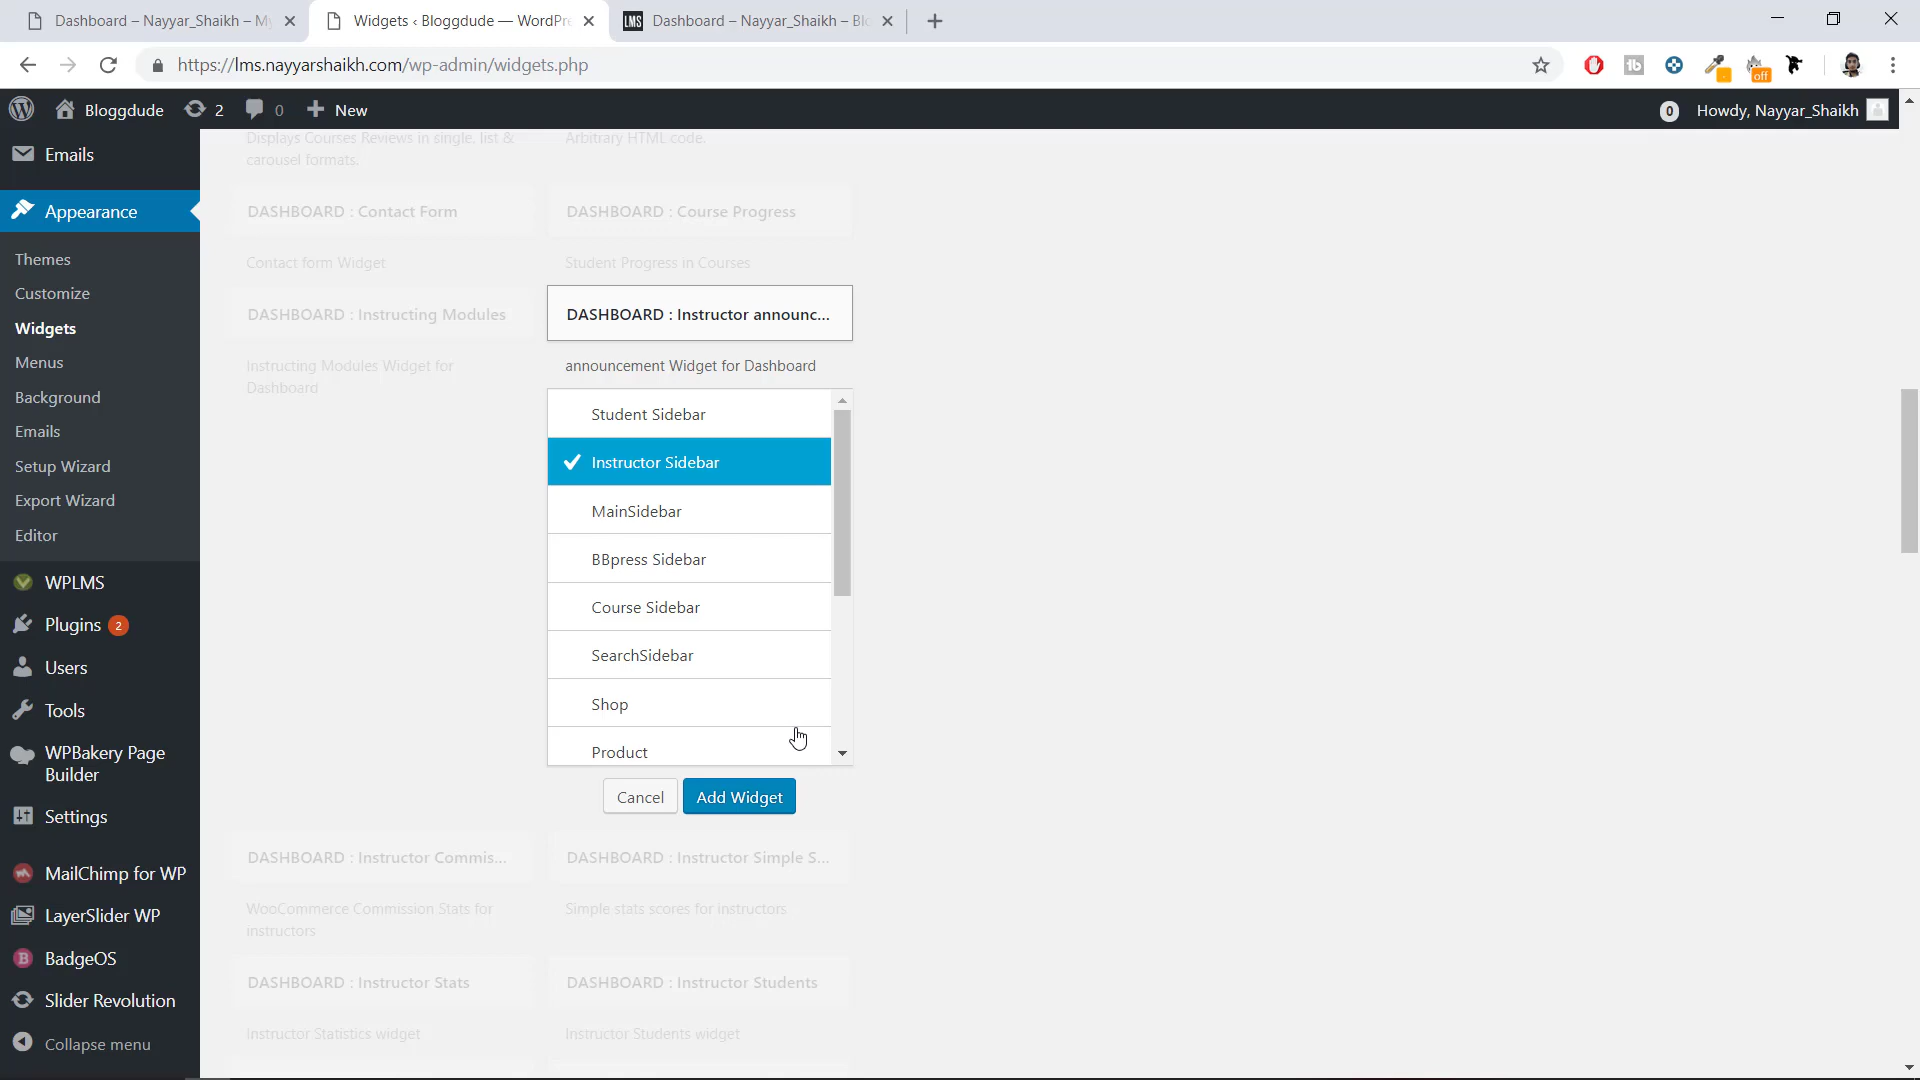 Dashboard – Nayyar_Shaikh – My
Widgets ‹ Bloggdude — WordPre
LMS Dashboard – Nayyar_Shaikh – Blo
https://lms.nayyarshaikh.com/wp-admin/widgets.php
off
Bloggdude 2 0 New
0 Howdy, Nayyar_Shaikh
Emails
Appearance
Themes
Customize
Widgets
Menus
Background
Emails
Setup Wizard
Export Wizard
Editor
WPLMS
Plugins 2
Users
Tools
WPBakery Page
Builder
Settings
MailChimp for WP
LayerSlider WP
BadgeOS
Slider Revolution
Collapse menu
Displays Courses Reviews in single, list &
carousel formats.
Arbitrary HTML code.
DASHBOARD : Contact Form
Contact form Widget
DASHBOARD : Course Progress
Student Progress in Courses
DASHBOARD : Instructing Modules
Instructing Modules Widget for
Dashboard
DASHBOARD : Instructor announc...
announcement Widget for Dashboard
Student Sidebar
Instructor Sidebar
MainSidebar
BBpress Sidebar
Course Sidebar
SearchSidebar
Shop
Product
Cancel Add Widget
DASHBOARD : Instructor Commis...
WooCommerce Commission Stats for
instructors
DASHBOARD : Instructor Simple S...
Simple stats scores for instructors
DASHBOARD : Instructor Stats
Instructor Statistics widget
DASHBOARD : Instructor Students
Instructor Students widget